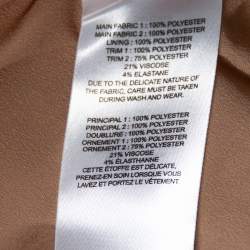 MAIN FABRIC 1 : 100% POLYESTER
MAIN FABRIC 2 : 100% POLYESTER
LINING : 100% POLYESTER
TRIM 1 : 100% POLYESTER
TRIM 2 : 75% POLYESTER
21% VISCOSE
4% ELASTANE
DUE TO THE DELICATE NATURE OF
THE FABRIC, CARE MUST BE TAKEN
DURING WASH AND WEAR.
PRINCIPAL 1 : 100% POLYESTER
PRINCIPAL 2 : 100% POLYESTER
DOUBLURE : 100% POLYESTER
ORNEMENT 1 : 100% POLYESTER
ORNEMENT 2 : 75% POLYESTER
21% VISCOSE
4% ÉLASTHANNE
CETTE ÉTOFFE EST DÉLICATE,
PRENEZ-EN SOIN LORSQUE VOUS
LAVEZ ET PORTEZ LE VÊTEMENT.